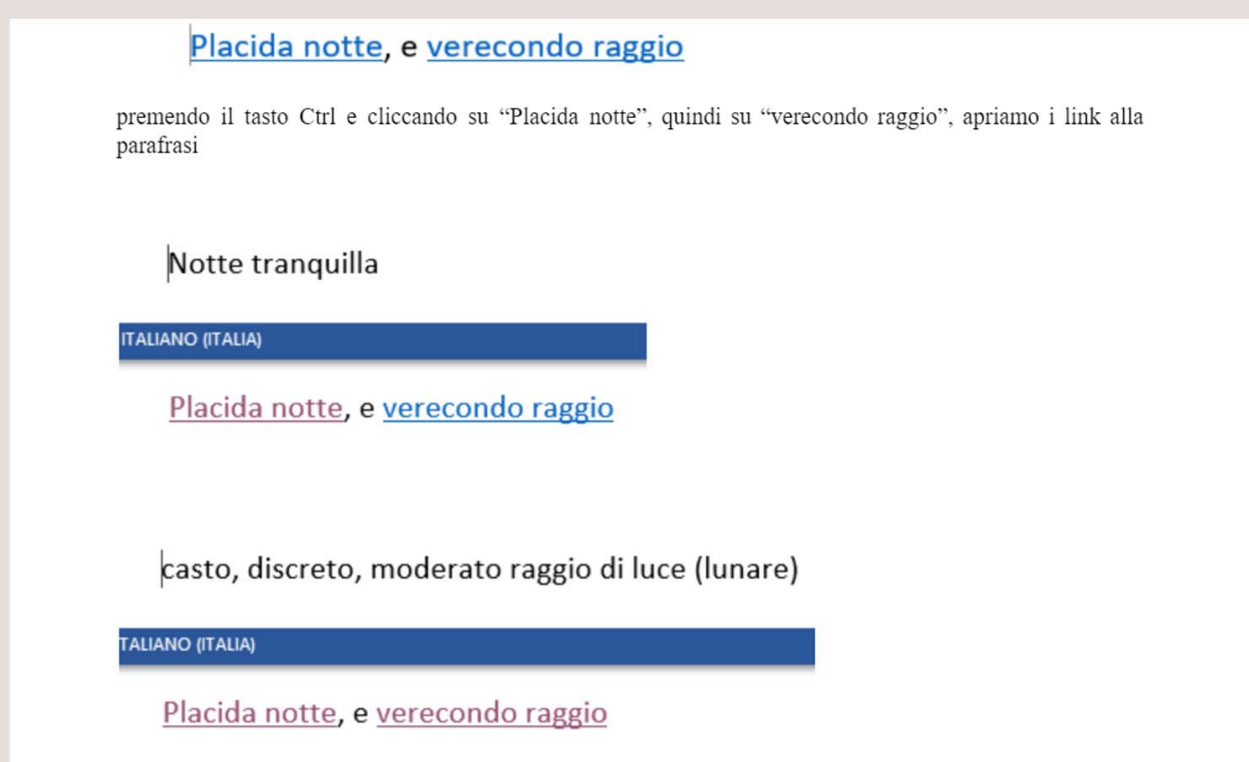 Placida notte, e verecondo raggio
premendo il tasto Ctrl e cliccando su “Placida notte”, quindi su “verecondo raggio”, apriamo i link alla
parafrasi
Notte tranquilla
ITALIANO (ITALIA)
Placida notte, e verecondo raggio
casto, discreto, moderato raggio di luce (lunare)
TALIANO (ITALIA)
Placida notte, e verecondo raggio